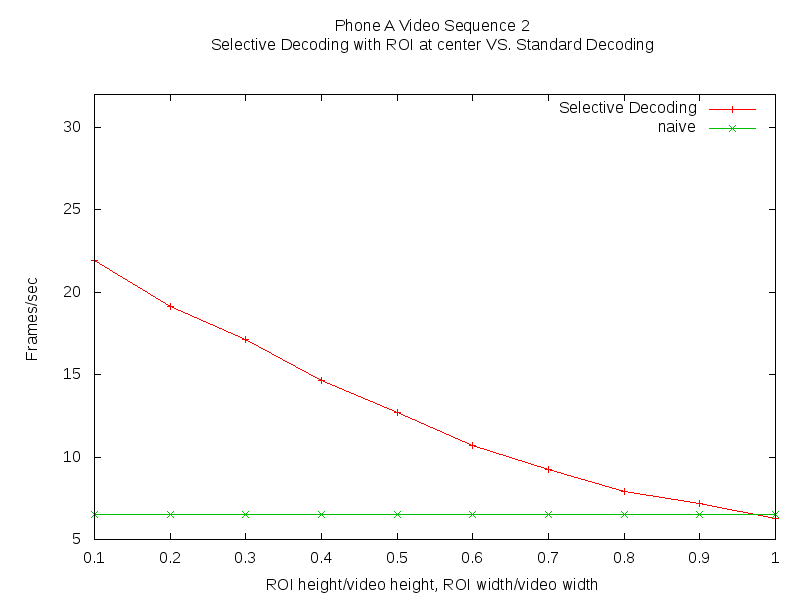 Phone A Video Sequence 2
Selective Decoding with ROI at center VS. Standard Decoding
Selective Decoding
naive
30
25
20
15
10
5
Frames/sec
0.1 0.2 0.3 0.4 0.5 0.6 0.7 0.8 0.9 1
ROI height/video height, ROI width/video width